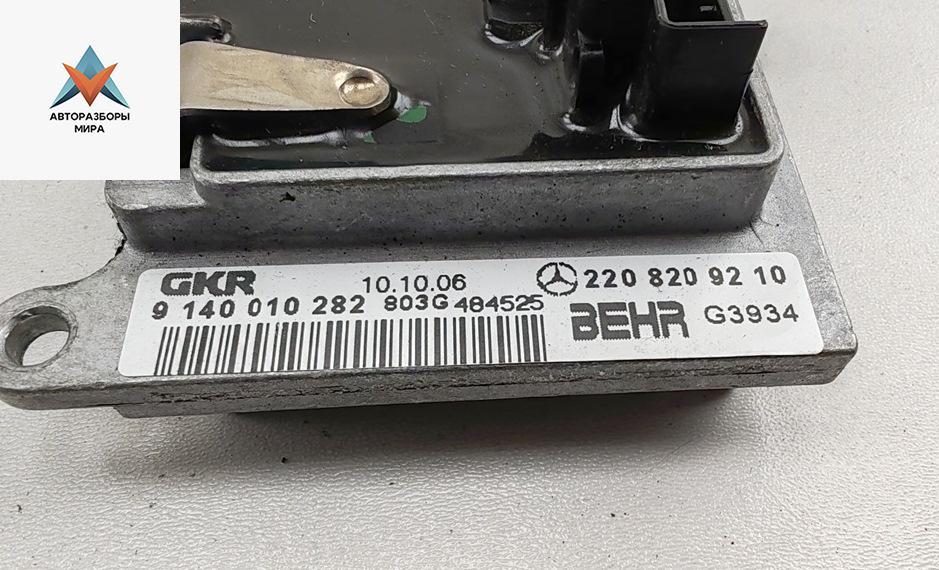 АВТОРАЗБОРЫ
МИРА
GKR 10.10.06 220 820 92 10
9 140 010 282 803G 484525
BEHR G3934